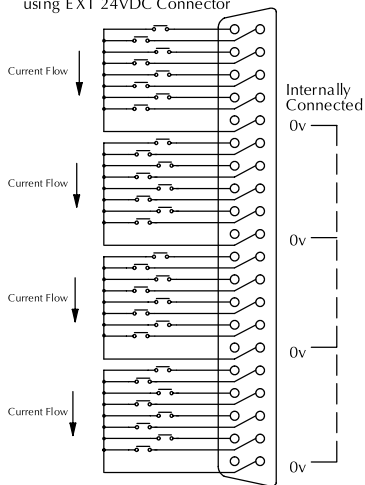 using EXT 24VDC Connector
Current Flow
Internally
Connected
0v
Current Flow
0v
Current Flow
0v
Current Flow
0v